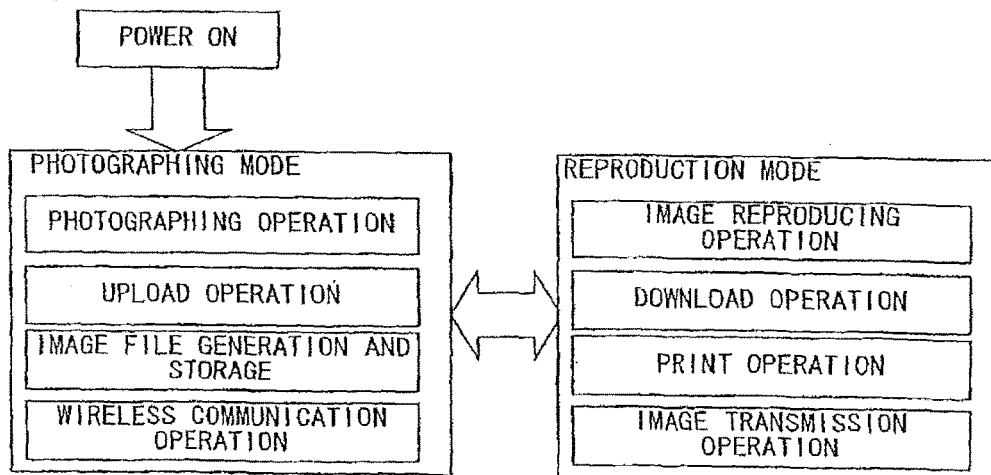 POWER ON
PHOTOGRAPHING MODE
PHOTOGRAPHING OPERATION
UPLOAD OPERATION
IMAGE FILE GENERATION AND
STORAGE
WIRELESS COMMUNICATION
OPERATION
REPRODUCTION MODE
IMAGE REPRODUCING
OPERATION
DOWNLOAD OPERATION
PRINT OPERATION
IMAGE TRANSMISSION
OPERATION